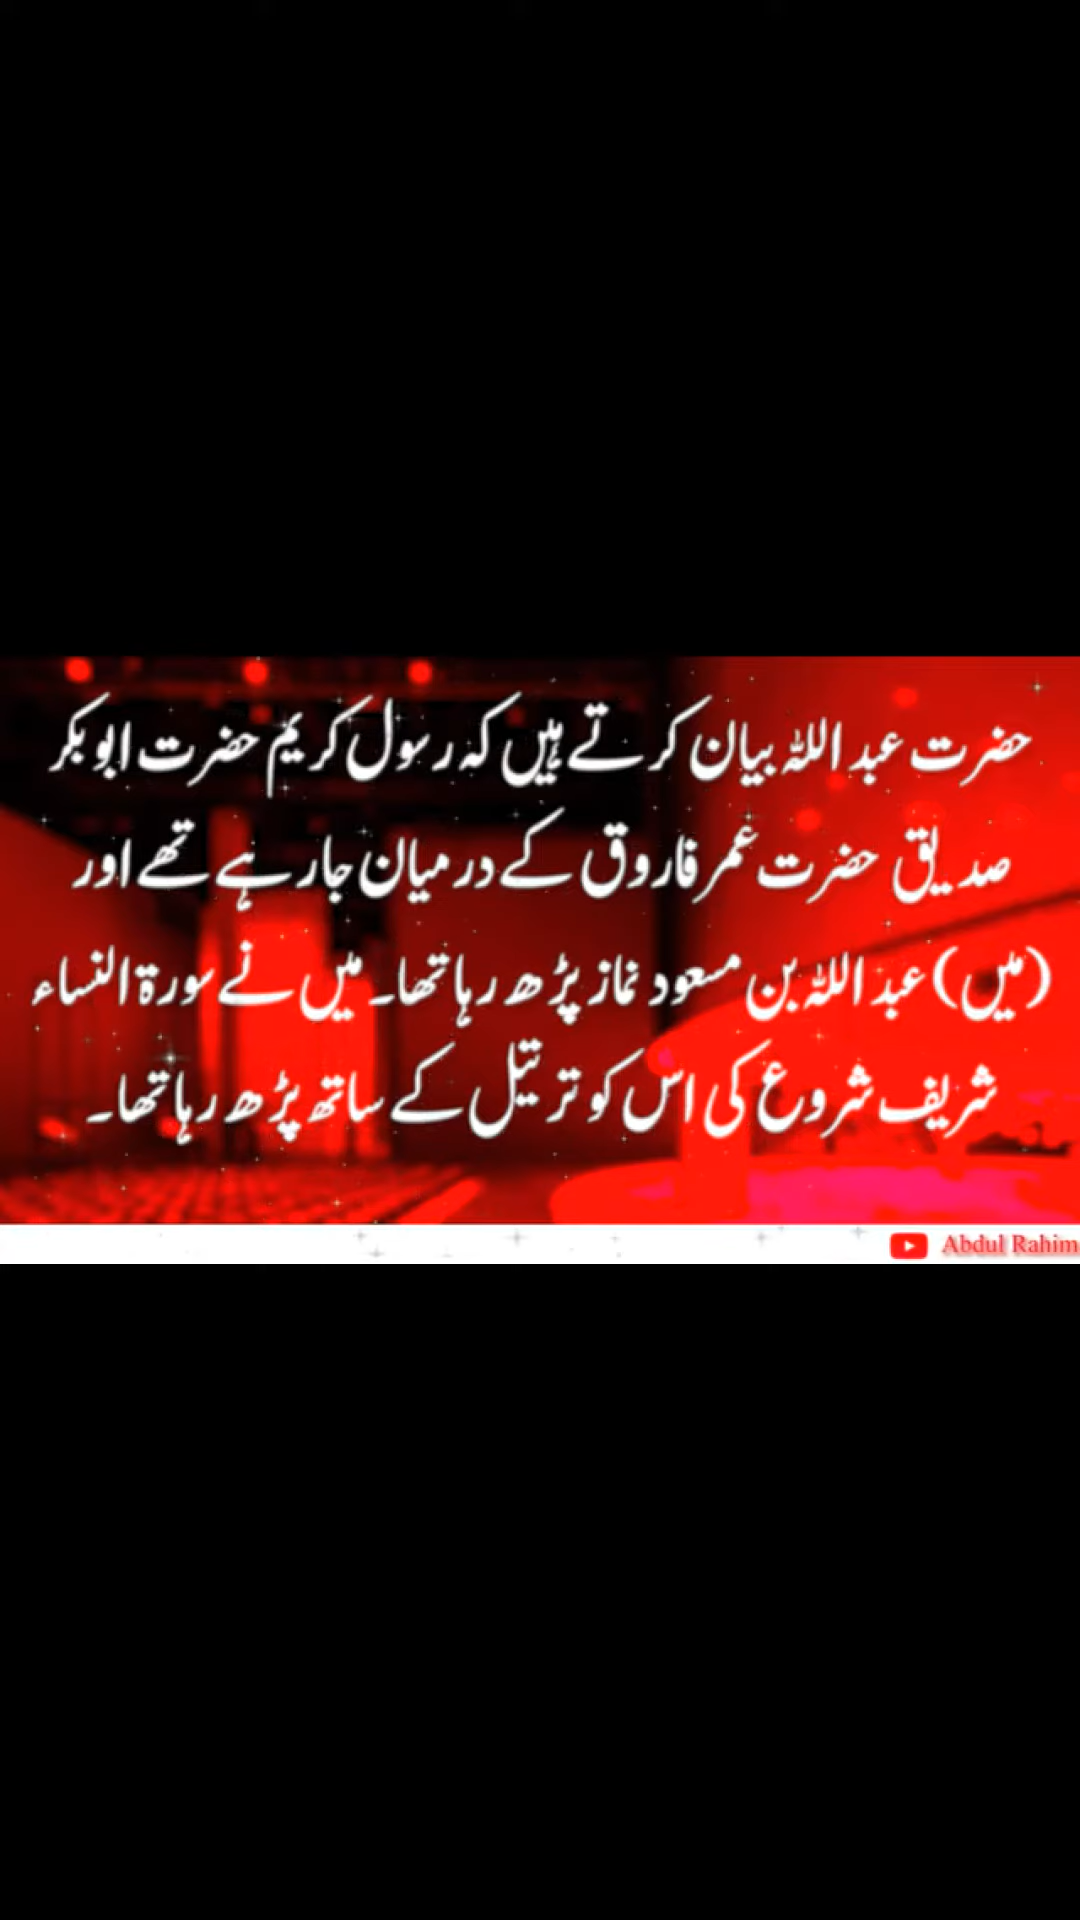 حضرت عبد اللہ بیان کرتے ہیں کہ رسول کریم حضرت ابو بکر
صدیق حضرت عمر فاروق کے درمیان جا رہے تھے اور
(میں) عبد اللہ بن مسعود نماز پڑھ رہا تھا۔ میں نے سورۃ النساء
شریف شروع کی اس کو ترتیل کے ساتھ پڑھ رہا تھا۔
Abdul Rahim